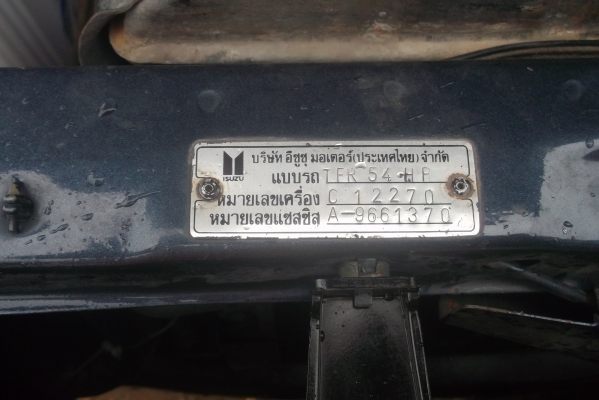 บริษัท อีซูซุ มอเตอร์(ประเทศไทย)จำกัด
ISUZU
แบบรถ TFR 54 HP
หมายเลขเครื่อง C 12270
หมายเลขแชสซีส A-9661370